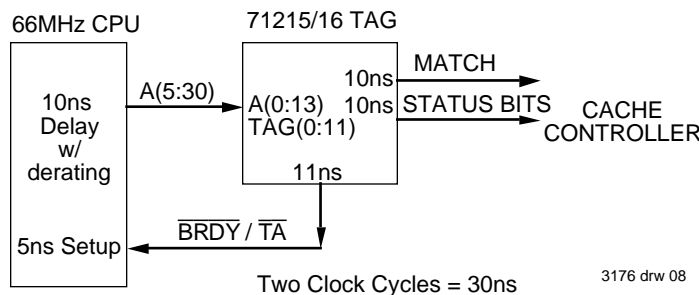 66MHz CPU
71215/16 TAG
10ns
Delay
w/
derating
A(5:30)
A(0:13)
TAG(0:11)
10ns
10ns
MATCH
STATUS BITS
CACHE
CONTROLLER
11ns
BRDY / TA
5ns Setup
Two Clock Cycles = 30ns
3176 drw 08